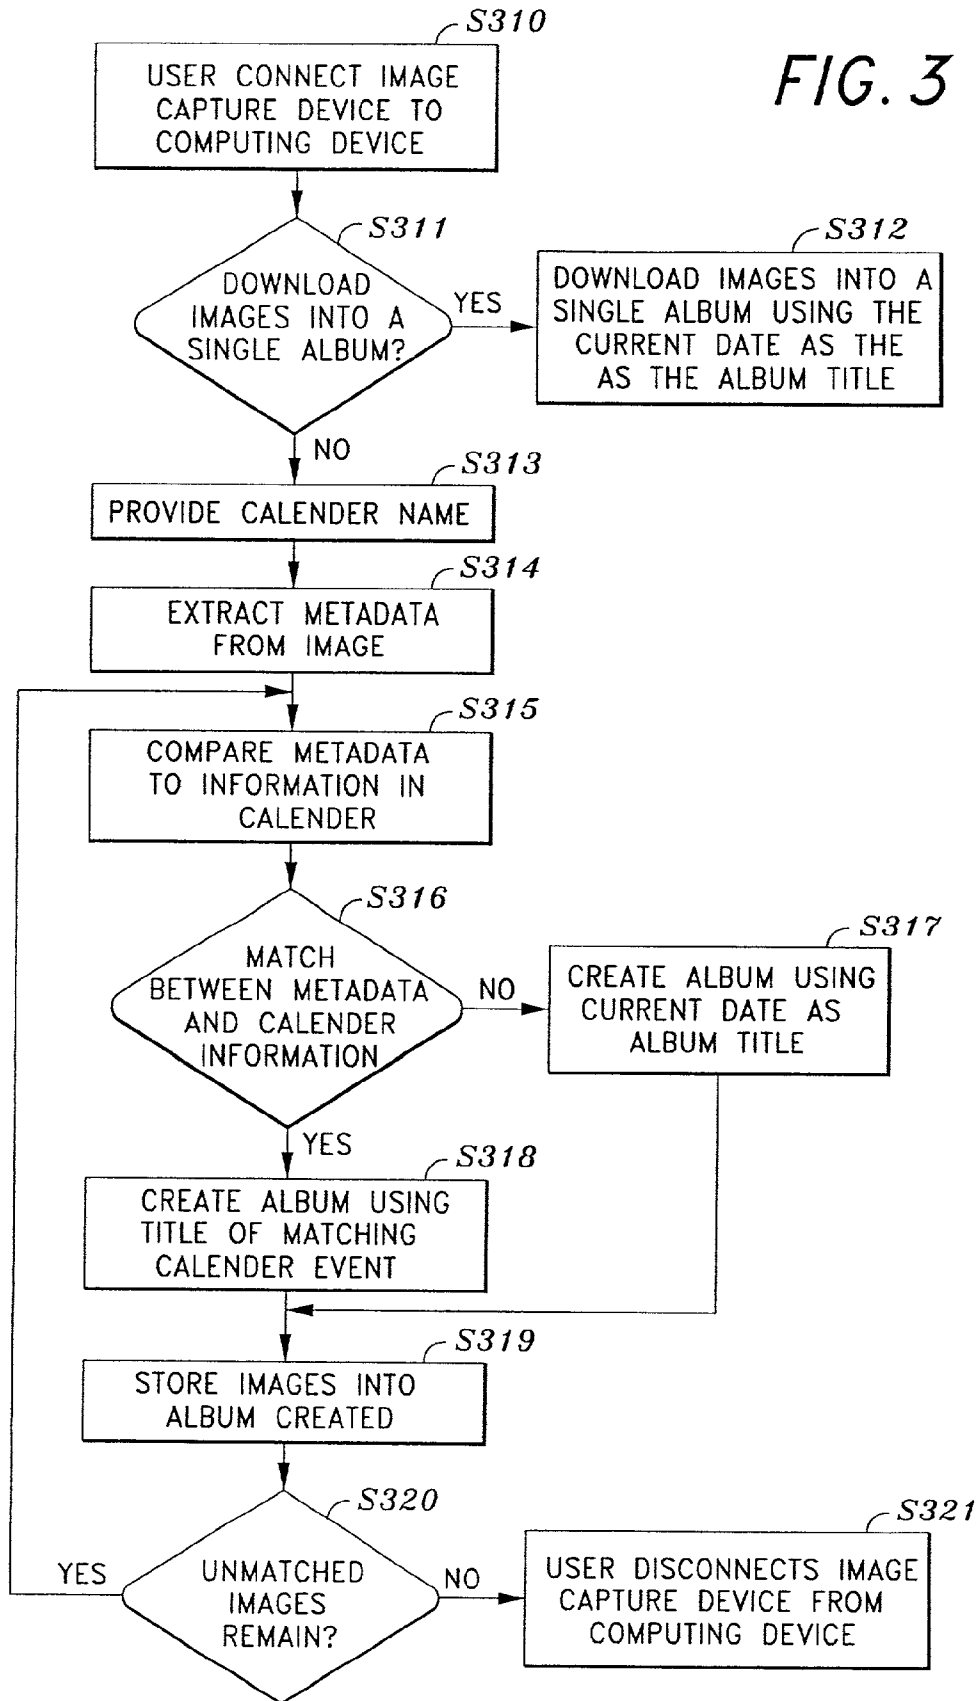 S310
FIG. 3
USER CONNECT IMAGE
CAPTURE DEVICE TO
COMPUTING DEVICE
S311
DOWNLOAD
IMAGES INTO A
SINGLE ALBUM?
YES
S312
DOWNLOAD IMAGES INTO A
SINGLE ALBUM USING THE
CURRENT DATE AS THE
AS THE ALBUM TITLE
NO
S313
PROVIDE CALENDER NAME
S314
EXTRACT METADATA
FROM IMAGE
S315
COMPARE METADATA
TO INFORMATION IN
CALENDER
S316
MATCH
BETWEEN METADATA
AND CALENDER
INFORMATION
NO
S317
CREATE ALBUM USING
CURRENT DATE AS
ALBUM TITLE
YES
S318
CREATE ALBUM USING
TITLE OF MATCHING
CALENDER EVENT
S319
STORE IMAGES INTO
ALBUM CREATED
S320
UNMATCHED
IMAGES
REMAIN?
YES
NO
S321
USER DISCONNECTS IMAGE
CAPTURE DEVICE FROM
COMPUTING DEVICE